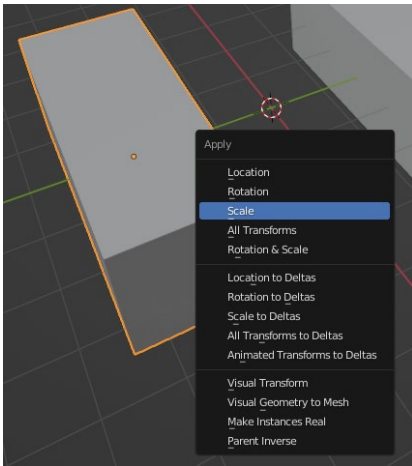 Apply
Location
Rotation
Scale
All Transforms
Rotation & Scale
Location to Deltas
Rotation to Deltas
Scale to Deltas
All Transforms to Deltas
Animated Transforms to Deltas
Visual Transform
Visual Geometry to Mesh
Make Instances Real
Parent Inverse